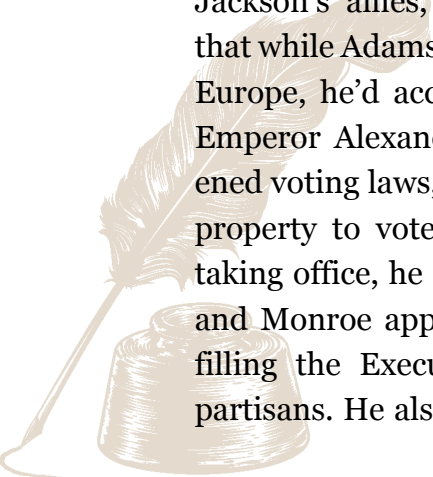 Jackson's allies,
that while Adams
Europe, he'd acc
Emperor Alexan
ened voting laws,
property to vote
taking office, he
and Monroe app
filling the Execu
partisans. He als